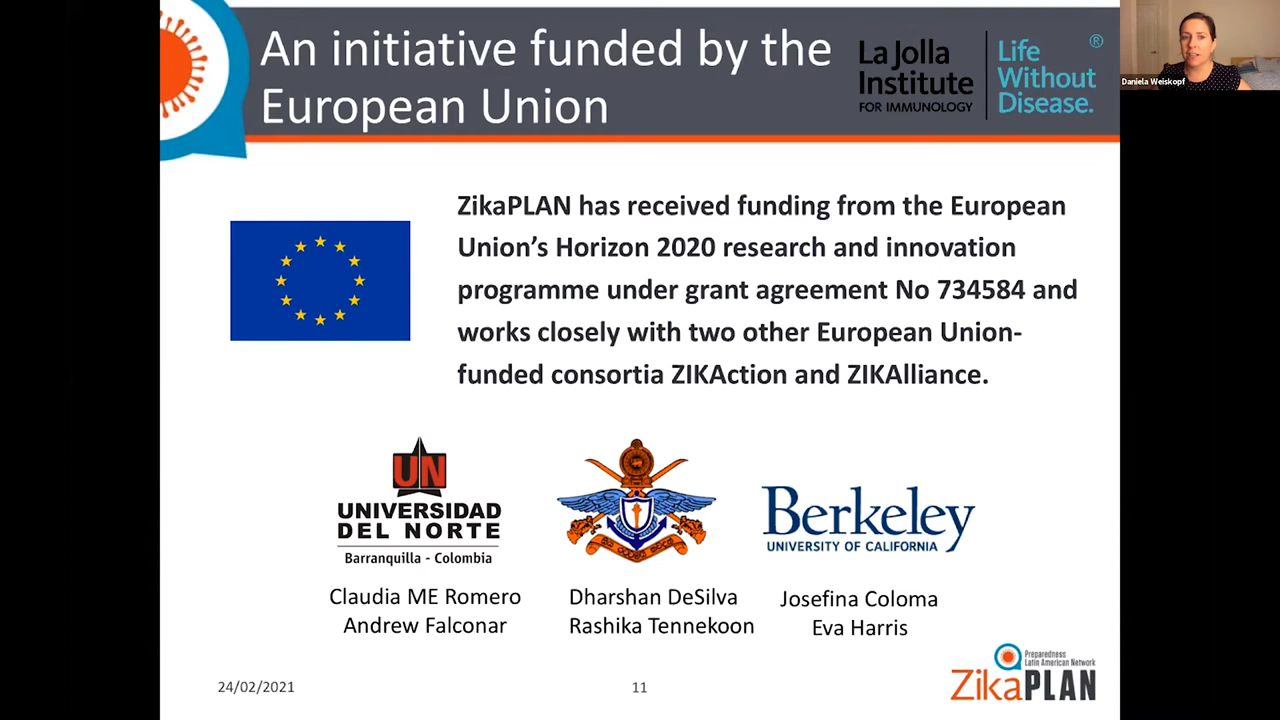 An initiative funded by the
European Union
La Jolla
Institute
FOR IMMUNOLOGY
Life
Without
Disease.
®
Daniela Weiskopf
ZikaPLAN has received funding from the European
Union’s Horizon 2020 research and innovation
programme under grant agreement No 734584 and
works closely with two other European Union-
funded consortia ZIKAction and ZIKAlliance.
UN
UNIVERSIDAD
DEL NORTE
Barranquilla - Colombia
Berkeley
UNIVERSITY OF CALIFORNIA
Claudia ME Romero
Andrew Falconar
Dharshan DeSilva
Rashika Tennekoon
Josefina Coloma
Eva Harris
Preparedness
Latin American Network
ZikaPLAN
24/02/2021
11